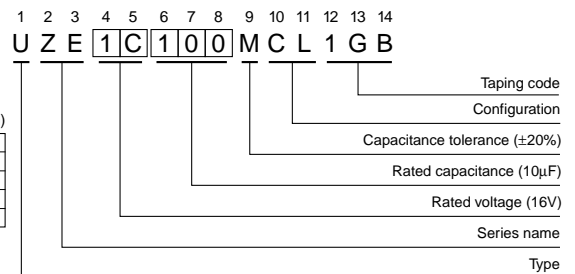 1 2 3 4 5 6 7 8 9 10 11 12 13 14
U Z E 1 C 1 0 0 M C L 1 G B
Taping code
)
Configuration
Capacitance tolerance (±20%)
Rated capacitance (10μF)
Rated voltage (16V)
Series name
Type